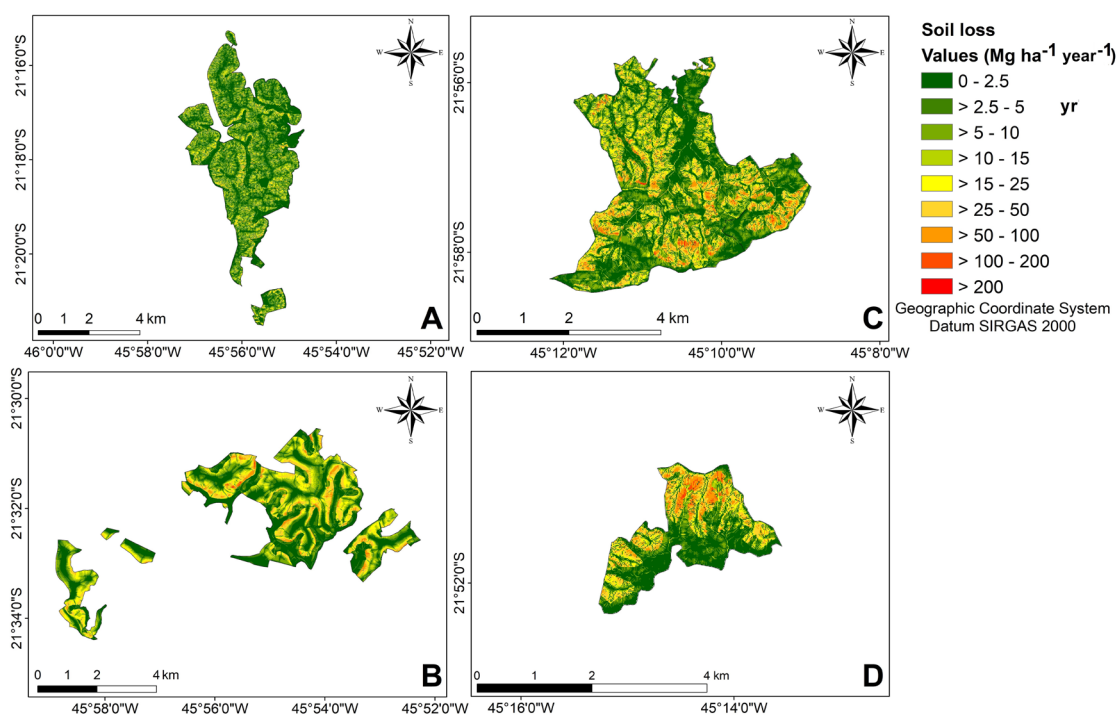 N
W E
S
21°16'0"S
21°18'0"S
21°20'0"S
0 1 2 4 km
A
46°0'0"W 45°58'0"W 45°56'0"W 45°54'0"W 45°52'0"W
N
W E
S
21°56'0"S
21°58'0"S
0 2 4 km
C
45°12'0"W 45°10'0"W 45°8'0"W
Soil loss
Values (Mg ha⁻¹ year⁻¹)
0 - 2.5
> 2.5 - 5 yr
> 5 - 10
> 10 - 15
> 15 - 25
> 25 - 50
> 50 - 100
> 100 - 200
> 200
Geographic Coordinate System
Datum SIRGAS 2000
N
W E
S
21°30'0"S
21°32'0"S
21°34'0"S
0 1 2 4 km
B
45°58'0"W 45°56'0"W 45°54'0"W 45°52'0"W
N
W E
S
21°52'0"S
0 2 4 km
D
45°16'0"W 45°14'0"W